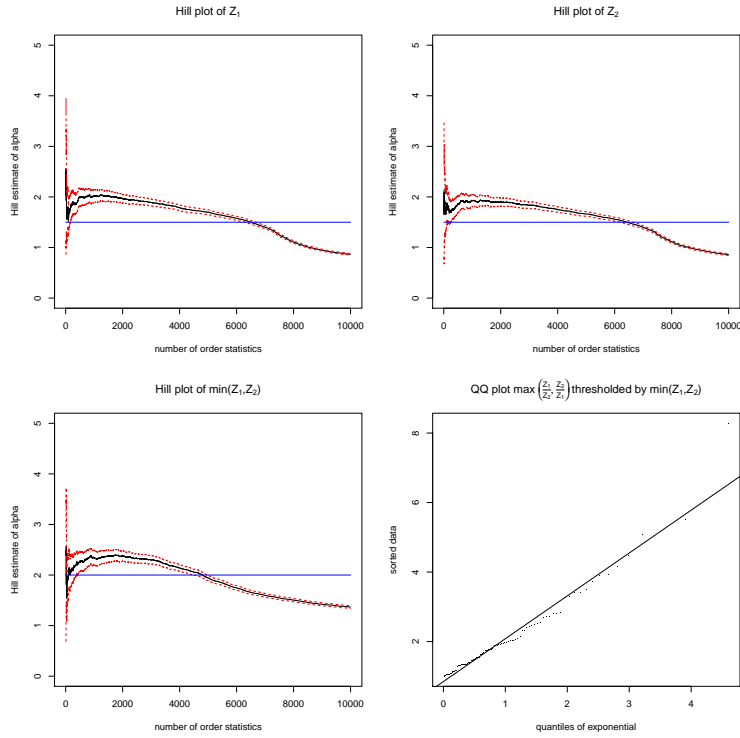 Hill plot of Z₁
Hill estimate of alpha
5
4
3
2
1
0
0 2000 4000 6000 8000 10000
number of order statistics
Hill plot of Z₂
Hill estimate of alpha
5
4
3
2
1
0
0 2000 4000 6000 8000 10000
number of order statistics
Hill plot of min(Z₁,Z₂)
Hill estimate of alpha
5
4
3
2
1
0
0 2000 4000 6000 8000 10000
number of order statistics
QQ plot max (Z₁/Z₂, Z₂/Z₁) thresholded by min(Z₁,Z₂)
sorted data
8
6
4
2
0 1 2 3 4
quantiles of exponential